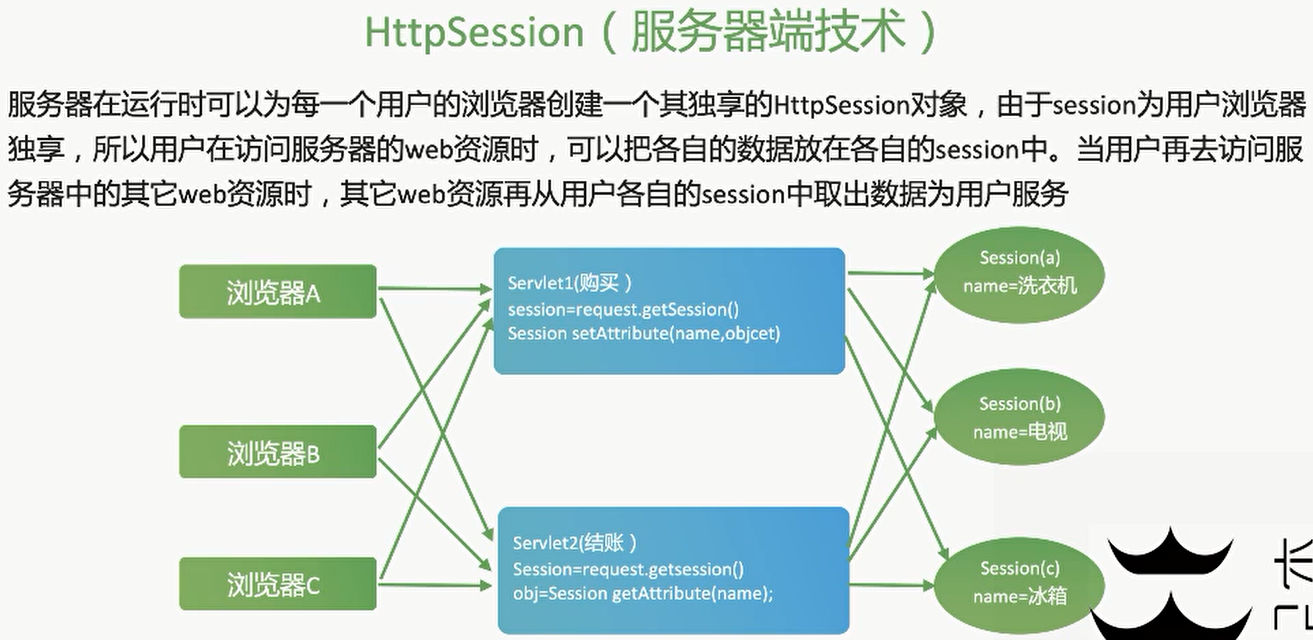 HttpSession（服务器端技术）
服务器在运行时可以为每一个用户的浏览器创建一个其独享的HttpSession对象，由于session为用户浏览器
独享，所以用户在访问服务器的web资源时，可以把各自的数据放在各自的session中。当用户再去访问服
务器中的其它web资源时，其它web资源再从用户各自的session中取出数据为用户服务
浏览器A
浏览器B
浏览器C
Servlet1(购买）
session=request.getSession()
Session setAttribute(name,objcet)
Servlet2(结账）
Session=request.getsession()
obj=Session getAttribute(name);
Session(a)
name=洗衣机
Session(b)
name=电视
Session(c)
name=冰箱
长